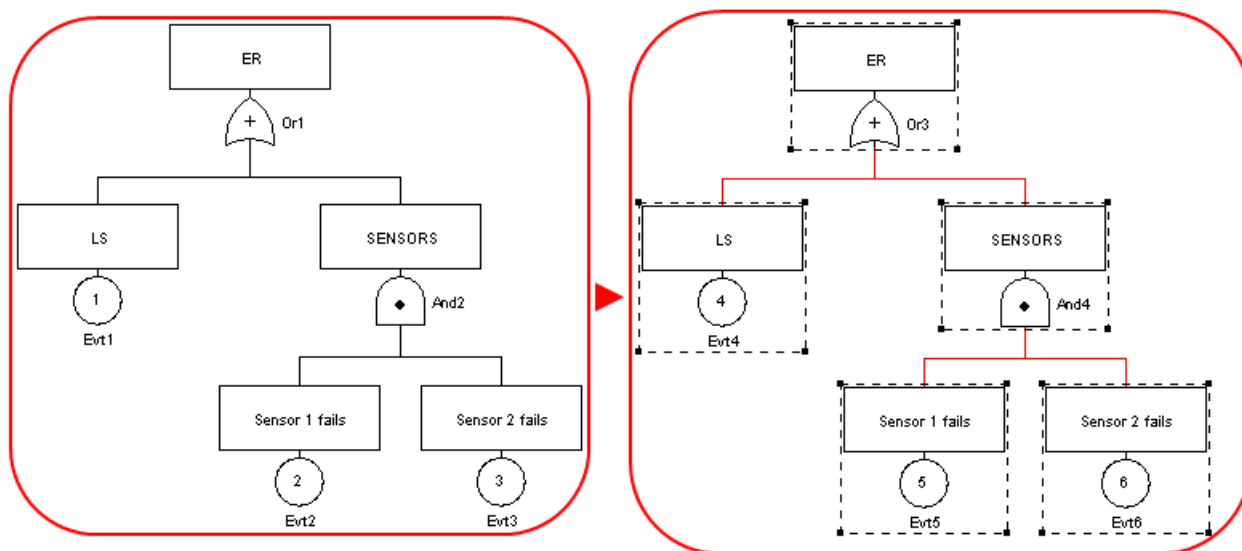 ER
+
Or1
LS
SENSORS
1
And2
Evt1
Sensor 1 fails
Sensor 2 fails
2
3
Evt2
Evt3
ER
+
Or3
LS
SENSORS
4
And4
Evt4
Sensor 1 fails
Sensor 2 fails
5
6
Evt5
Evt6